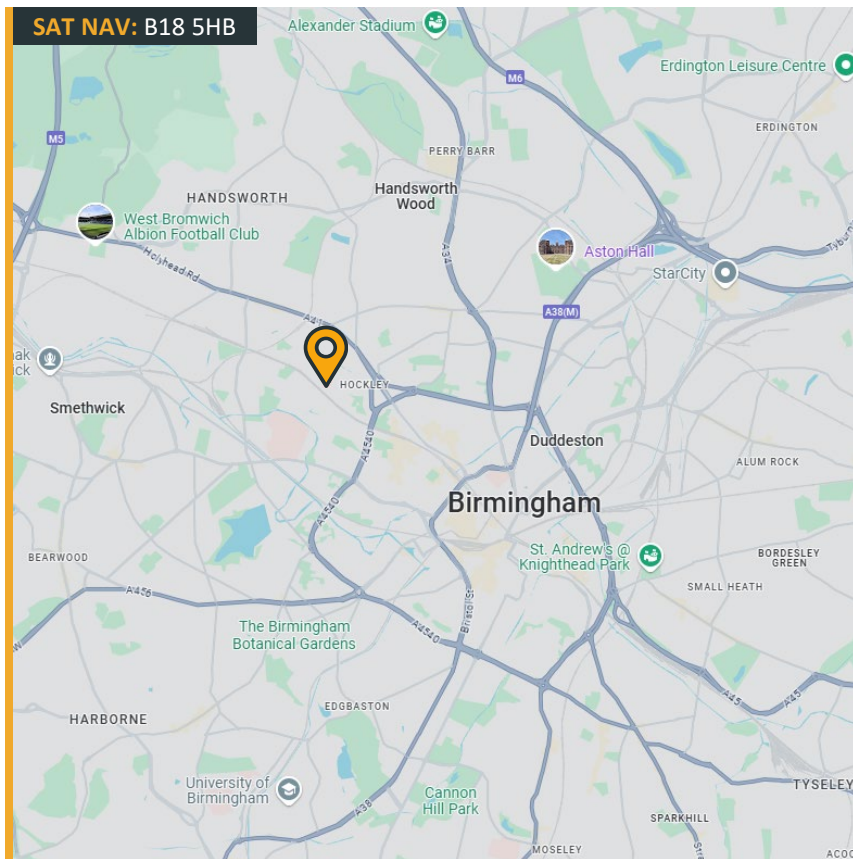 SAT NAV: B18 5HB
Alexander Stadium
M6
Erdington Leisure Centre
M5
ERDINGTON
PERRY BARR
HANDSWORTH
Handsworth
Wood
West Bromwich
Albion Football Club
Holyhead Rd
A34
Aston Hall
StarCity
Tyburn
A38(M)
A41
HOCKLEY
Smethwick
A4540
Duddeston
ALUM ROCK
Birmingham
A4540
BEARWOOD
St. Andrew's @
Knighthead Park
BORDESLEY
GREEN
SMALL HEATH
A456
Bristol St
The Birmingham
Botanical Gardens
A4540
A45
A45
EDGBASTON
HARBORNE
University of
Birmingham
A38
Cannon
Hill Park
TYSELEY
SPARKHILL
MOSELEY